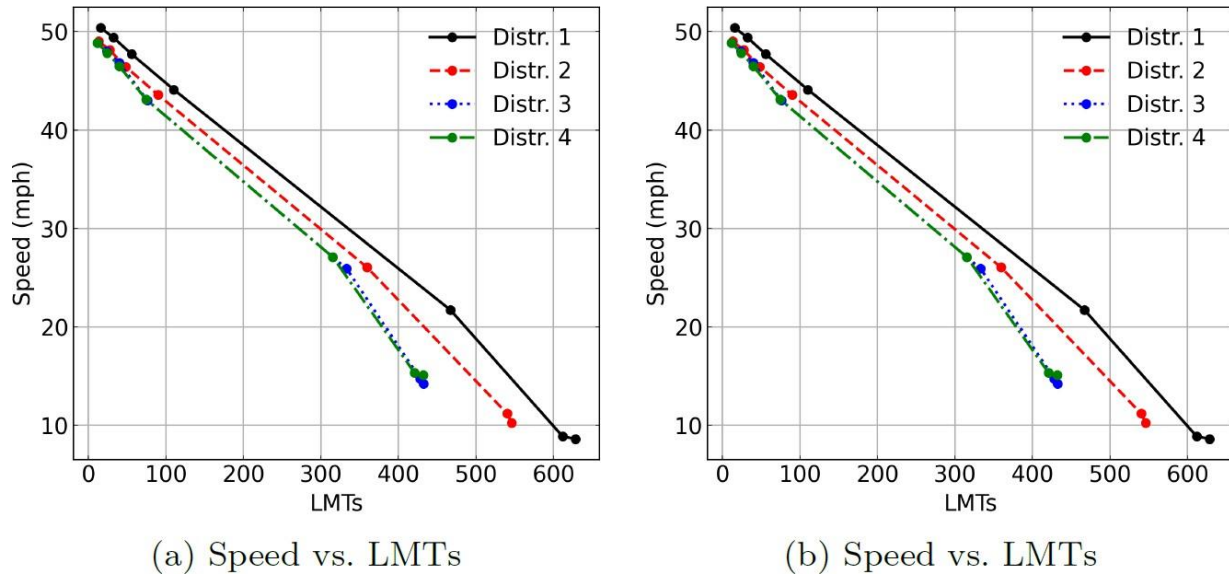 50
40
30
20
10
Speed (mph)
0 100 200 300 400 500 600
LMTs
Distr. 1
Distr. 2
Distr. 3
Distr. 4
(a) Speed vs. LMTs
50
40
30
20
10
Speed (mph)
0 100 200 300 400 500 600
LMTs
Distr. 1
Distr. 2
Distr. 3
Distr. 4
(b) Speed vs. LMTs